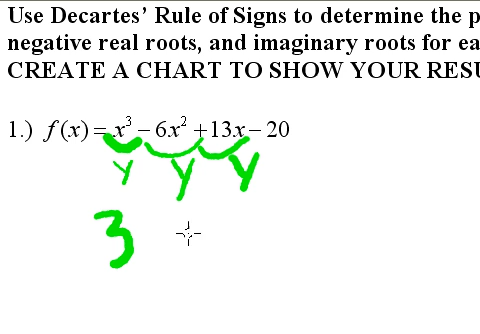 Use Decartes’ Rule of Signs to determine the p
negative real roots, and imaginary roots for ea
CREATE A CHART TO SHOW YOUR RESU
1.) f(x) = x³ – 6x² + 13x – 20
y y y
3